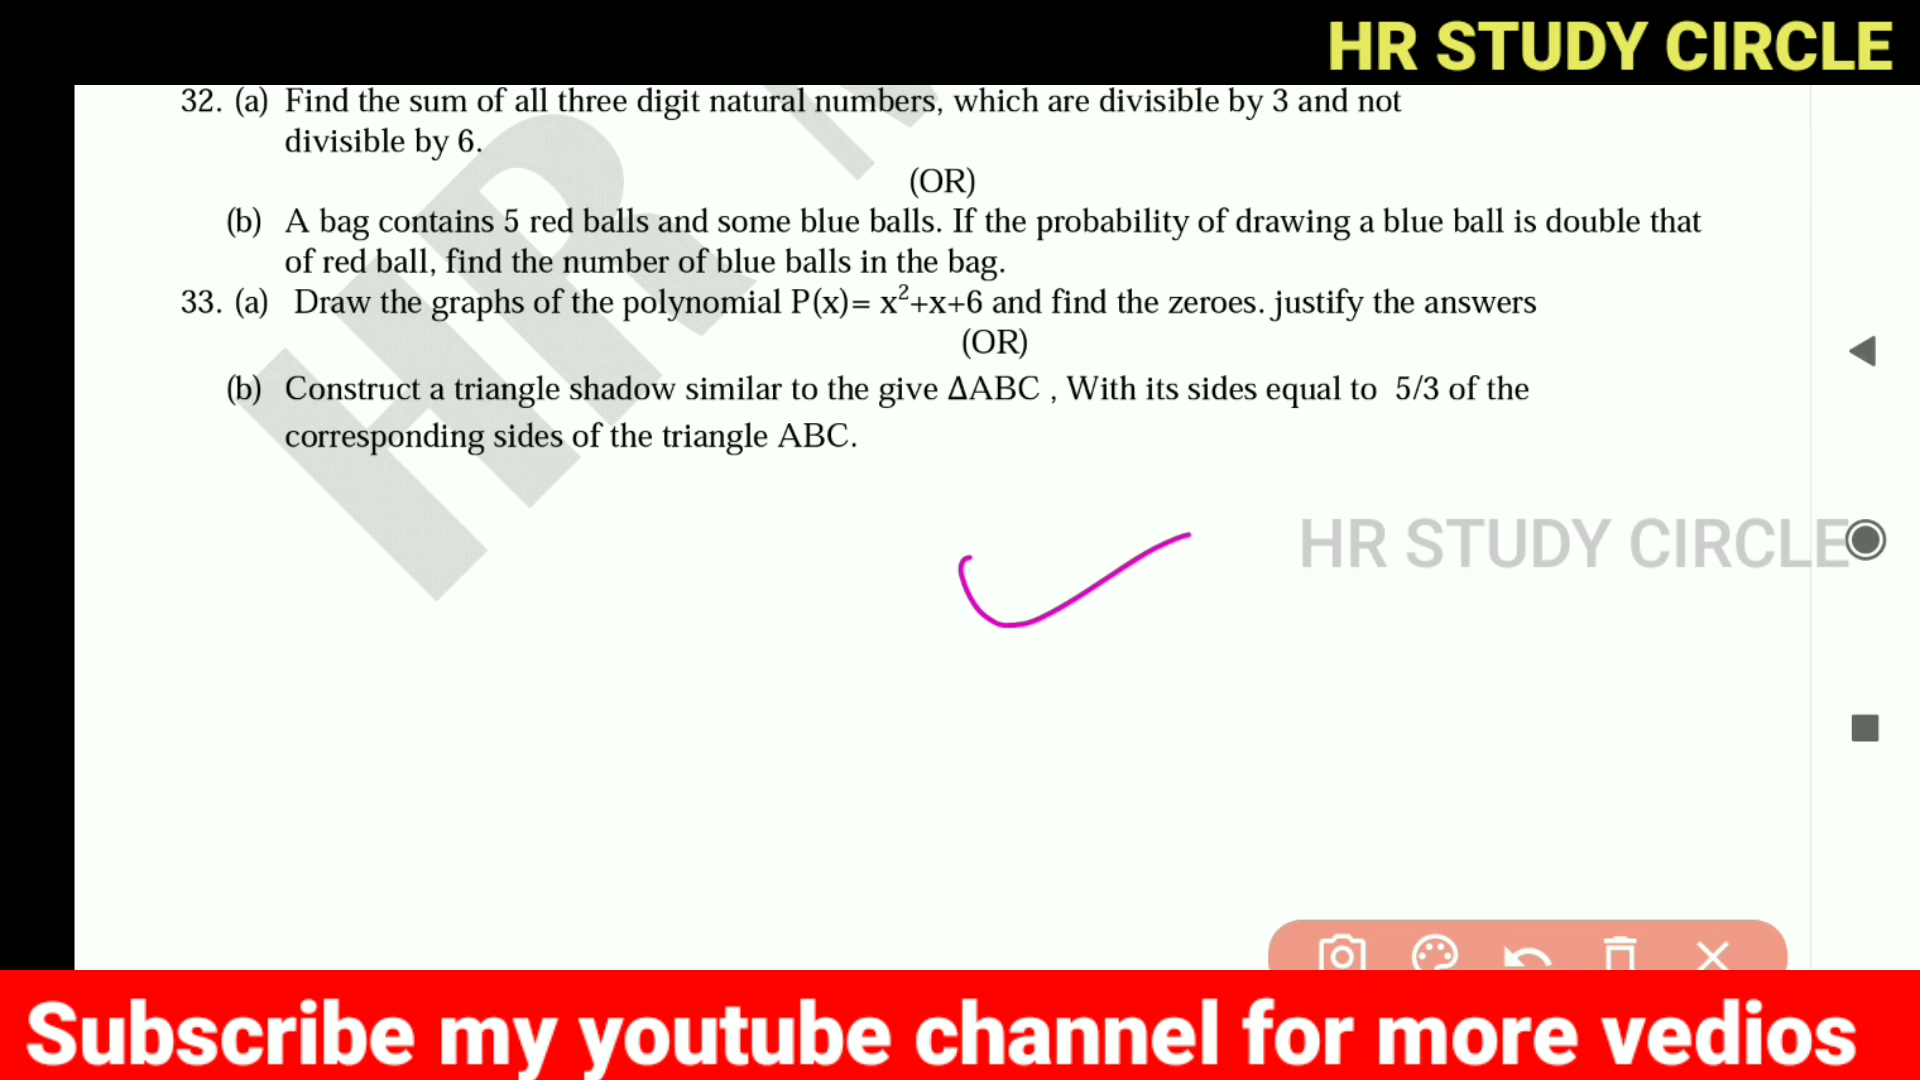 HR STUDY CIRCLE
32. (a) Find the sum of all three digit natural numbers, which are divisible by 3 and not
divisible by 6.
(OR)
(b) A bag contains 5 red balls and some blue balls. If the probability of drawing a blue ball is double that
of red ball, find the number of blue balls in the bag.
33. (a) Draw the graphs of the polynomial P(x)= x²+x+6 and find the zeroes. justify the answers
(OR)
(b) Construct a triangle shadow similar to the give ΔABC , With its sides equal to 5/3 of the
corresponding sides of the triangle ABC.
HR STUDY CIRCLE
Subscribe my youtube channel for more vedios